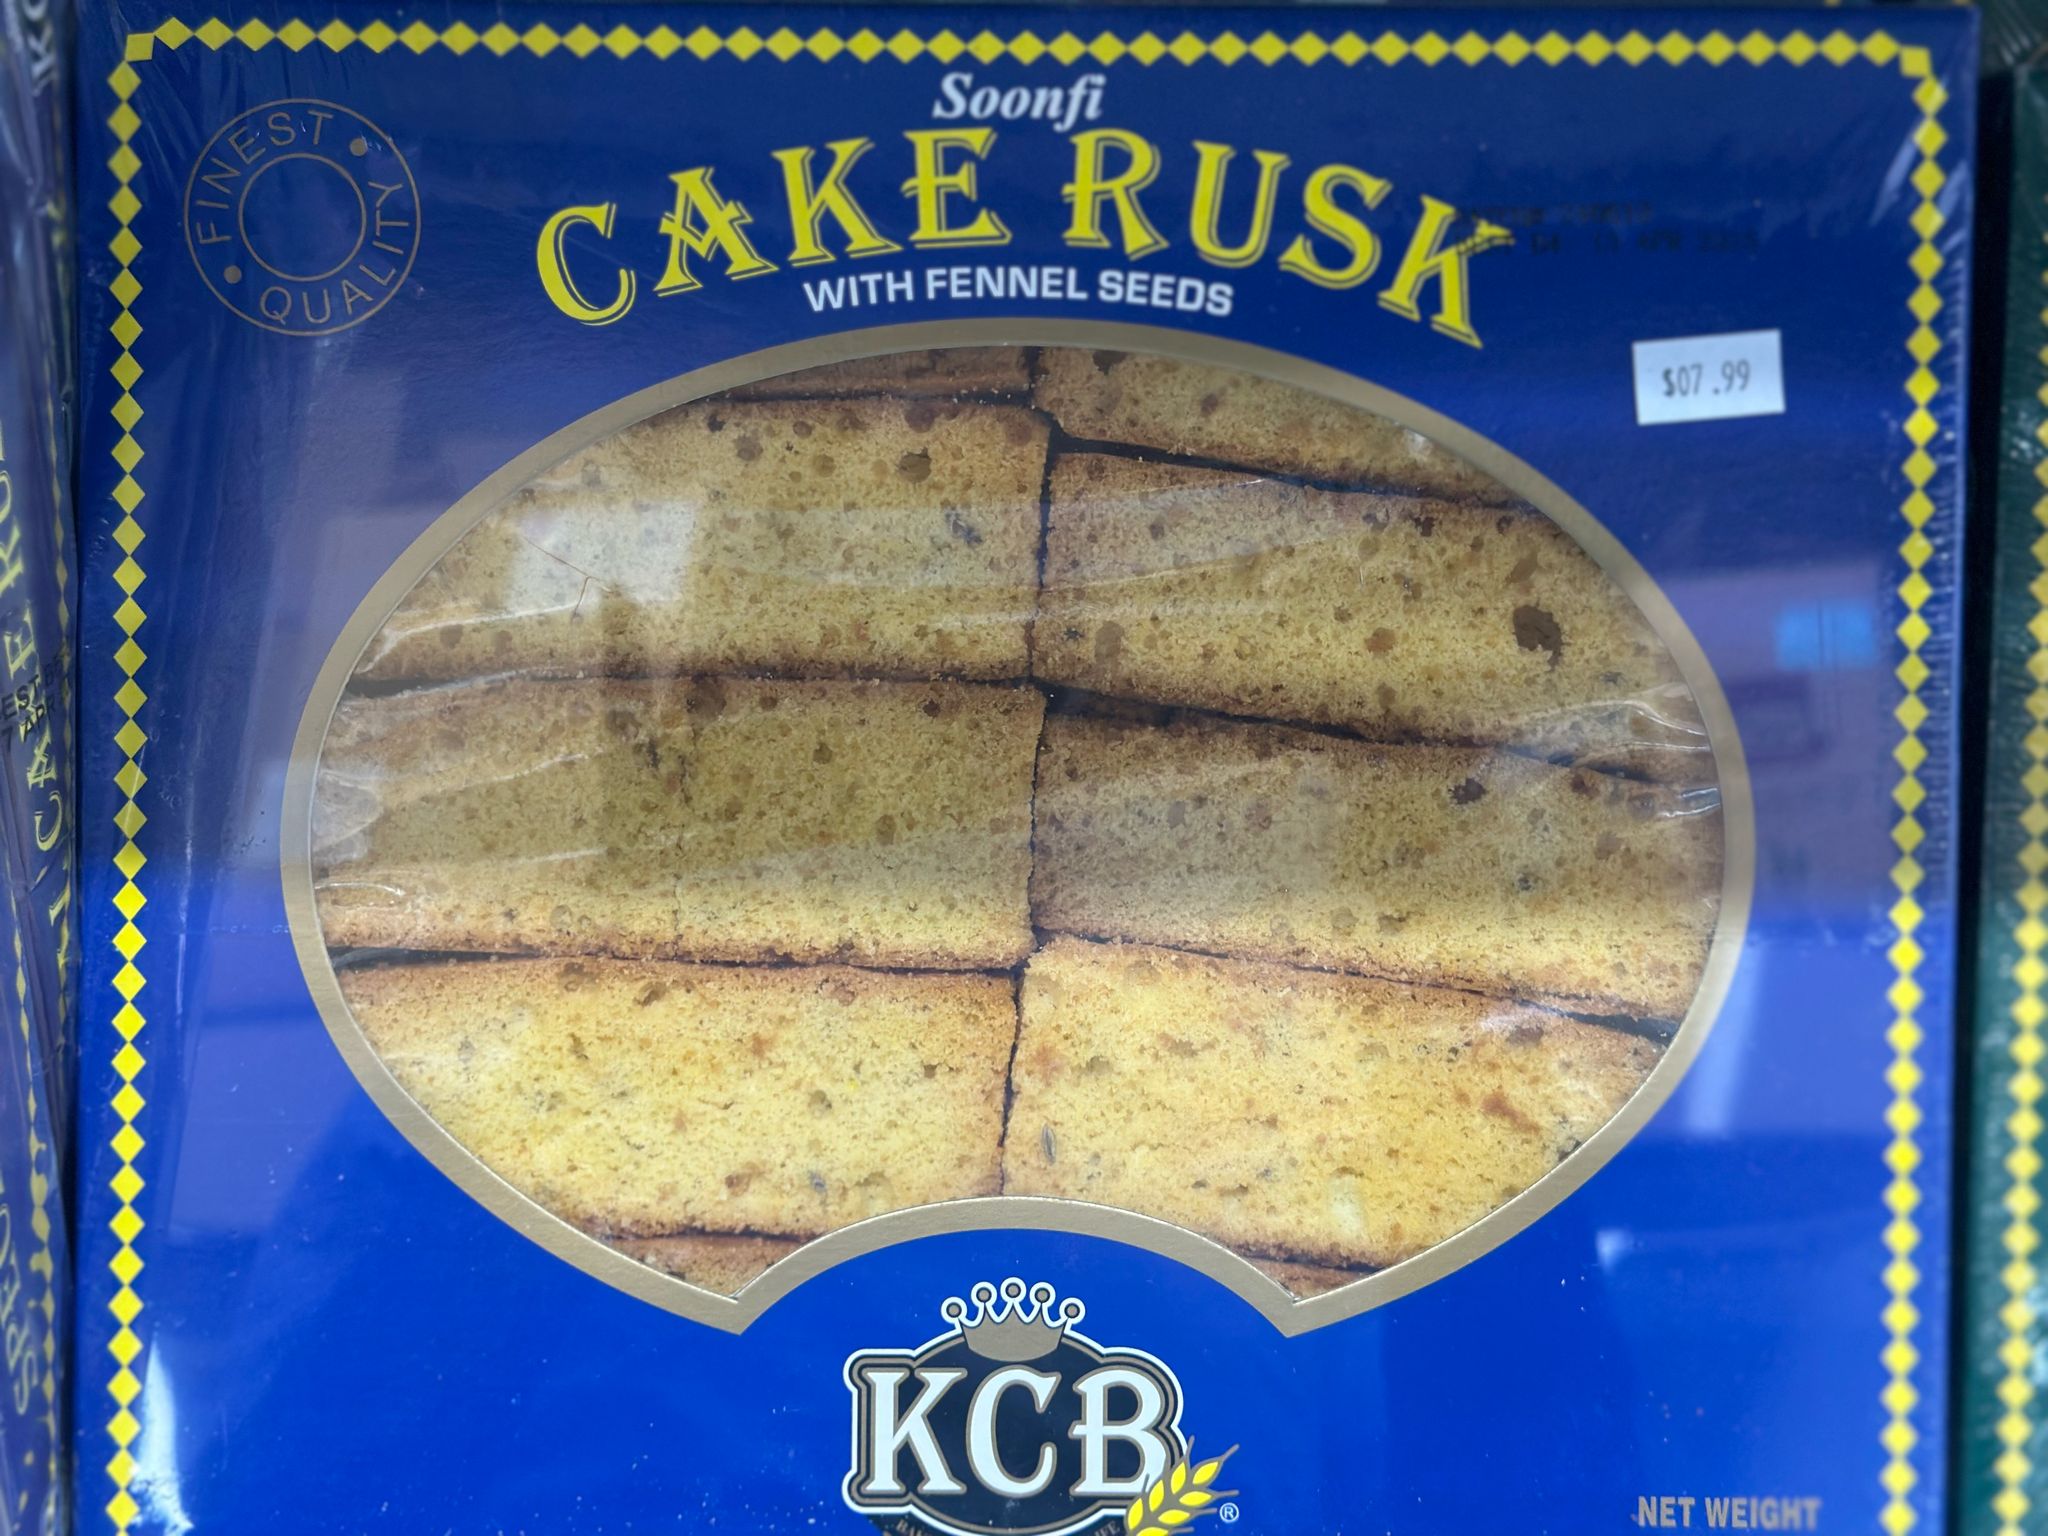 Soonfi
CAKE RUSK
WITH FENNEL SEEDS
FINEST QUALITY
$07.99
KCB
®
NET WEIGHT